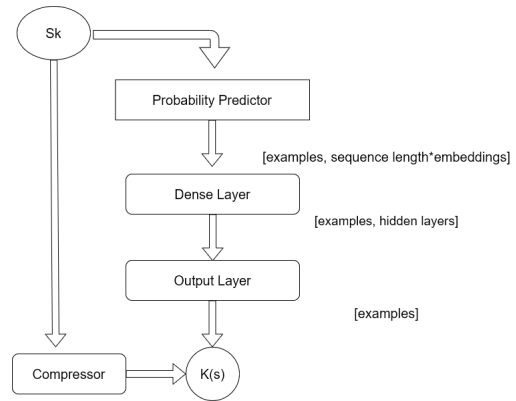 Sk
Probability Predictor
[examples, sequence length*embeddings]
Dense Layer
[examples, hidden layers]
Output Layer
[examples]
Compressor
K(s)